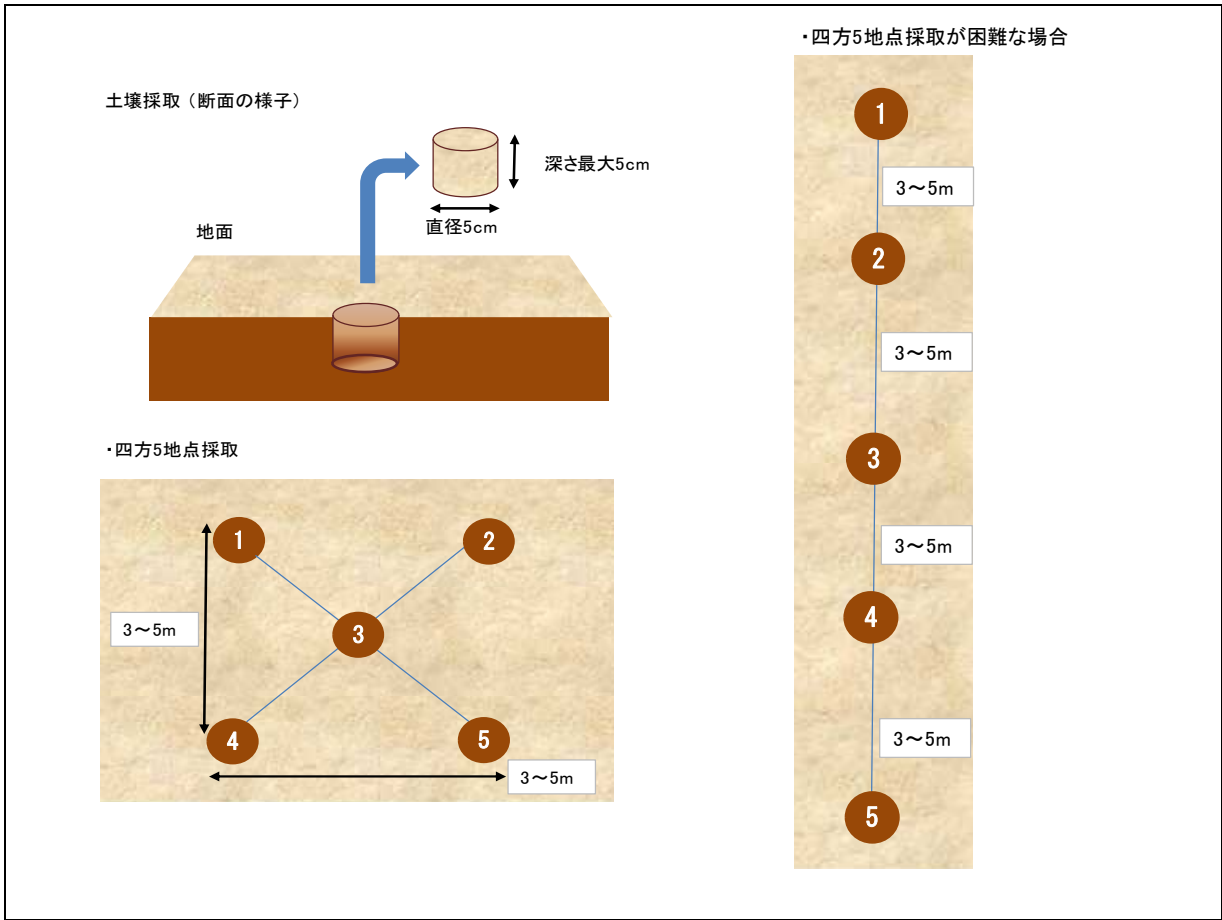 土壌採取（断面の様子）
深さ最大5cm
直径5cm
地面
・四方5地点採取
1
2
3
4
5
3～5m
3～5m
・四方5地点採取が困難な場合
1
3～5m
2
3～5m
3
3～5m
4
3～5m
5